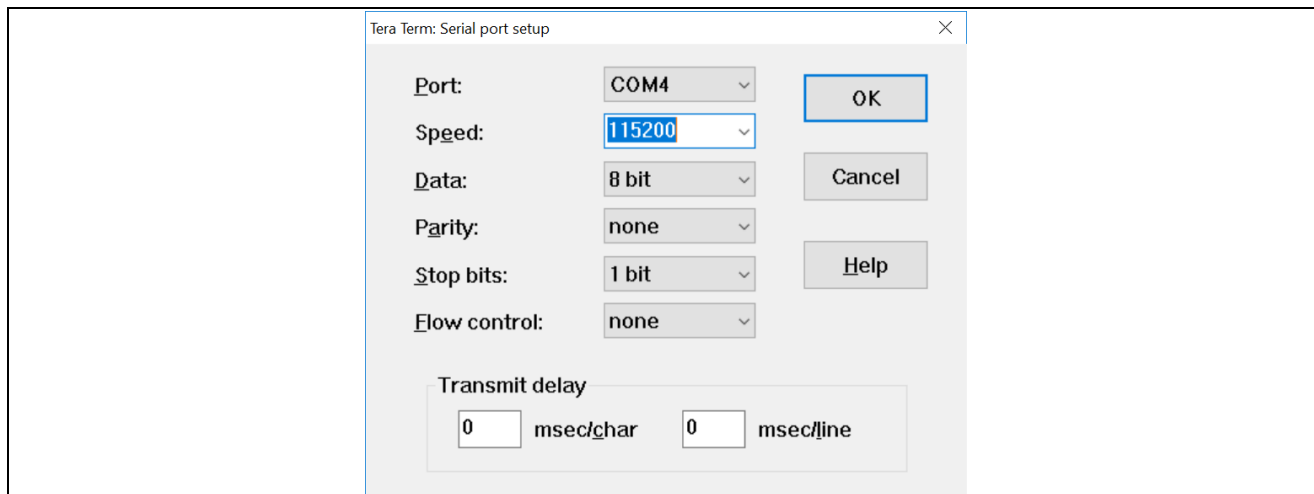 Tera Term: Serial port setup
Port: COM4 OK
Speed: 115200
Data: 8 bit Cancel
Parity: none
Stop bits: 1 bit Help
Flow control: none
Transmit delay
0 msec/char 0 msec/line